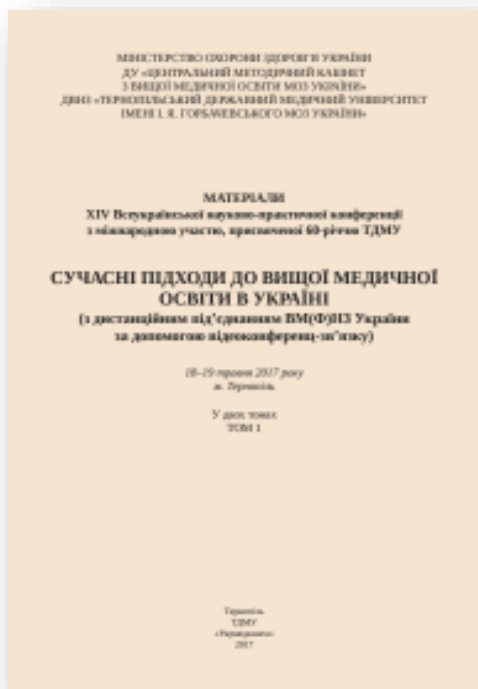 МІНІСТЕРСТВО ОХОРОНИ ЗДОРОВ'Я УКРАЇНИ
ДУ «ЦЕНТРАЛЬНИЙ МЕТОДИЧНИЙ КАБІНЕТ
З ВИЩОЇ МЕДИЧНОЇ ОСВІТИ МОЗ УКРАЇНИ»
ДВНЗ «ТЕРНОПІЛЬСЬКИЙ ДЕРЖАВНИЙ МЕДИЧНИЙ УНІВЕРСИТЕТ
ІМЕНІ І. Я. ГОРБАЧЕВСЬКОГО МОЗ УКРАЇНИ»
МАТЕРІАЛИ
XIV Всеукраїнської науково-практичної конференції
з міжнародною участю, присвяченої 60-річчю ТДМУ
СУЧАСНІ ПІДХОДИ ДО ВИЩОЇ МЕДИЧНОЇ
ОСВІТИ В УКРАЇНІ
(з дистанційним під'єднанням ВМ(Ф)НЗ України
за допомогою відеоконференц-зв'язку)
18–19 травня 2017 року
м. Тернопіль
У двох томах
ТОМ 1
Тернопіль
ТДМУ
«Укрмедкнига»
2017